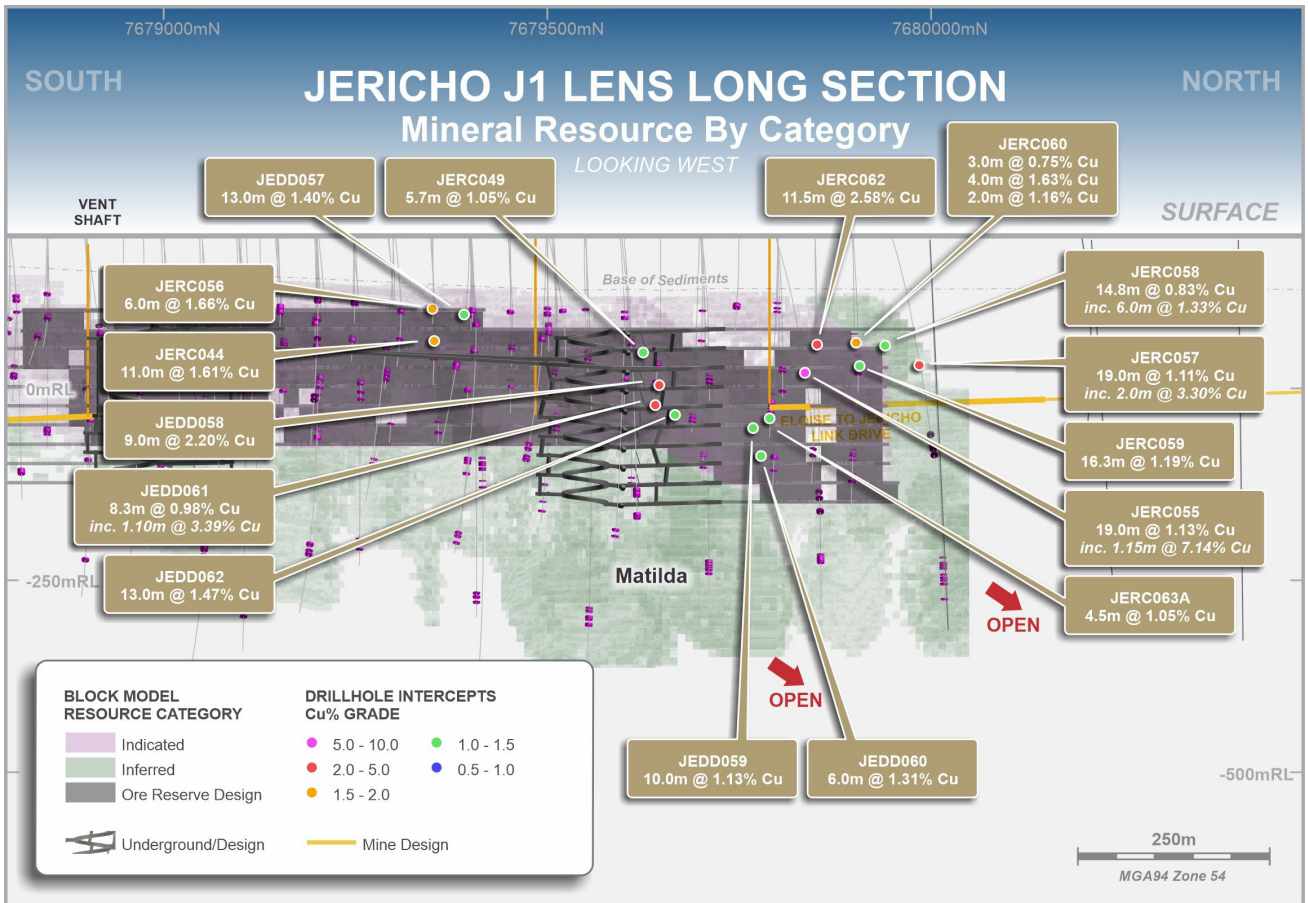 7679000mN
7679500mN
7680000mN
SOUTH
NORTH
JERICHO J1 LENS LONG SECTION
Mineral Resource By Category
LOOKING WEST
SURFACE
VENT
SHAFT
JEDD057
13.0m @ 1.40% Cu
JERC049
5.7m @ 1.05% Cu
JERC062
11.5m @ 2.58% Cu
JERC060
3.0m @ 0.75% Cu
4.0m @ 1.63% Cu
2.0m @ 1.16% Cu
Base of Sediments
JERC056
6.0m @ 1.66% Cu
JERC044
11.0m @ 1.61% Cu
0mRL
JEDD058
9.0m @ 2.20% Cu
JEDD061
8.3m @ 0.98% Cu
inc. 1.10m @ 3.39% Cu
JEDD062
13.0m @ 1.47% Cu
-250mRL
JERC058
14.8m @ 0.83% Cu
inc. 6.0m @ 1.33% Cu
JERC057
19.0m @ 1.11% Cu
inc. 2.0m @ 3.30% Cu
ELOISE TO JERICHO
LINK DRIVE
JERC059
16.3m @ 1.19% Cu
JERC055
19.0m @ 1.13% Cu
inc. 1.15m @ 7.14% Cu
JERC063A
4.5m @ 1.05% Cu
Matilda
OPEN
OPEN
JEDD059
10.0m @ 1.13% Cu
JEDD060
6.0m @ 1.31% Cu
-500mRL
BLOCK MODEL
RESOURCE CATEGORY
Indicated
Inferred
Ore Reserve Design
Underground/Design
DRILLHOLE INTERCEPTS
Cu% GRADE
5.0 - 10.0
2.0 - 5.0
1.5 - 2.0
1.0 - 1.5
0.5 - 1.0
Mine Design
250m
MGA94 Zone 54